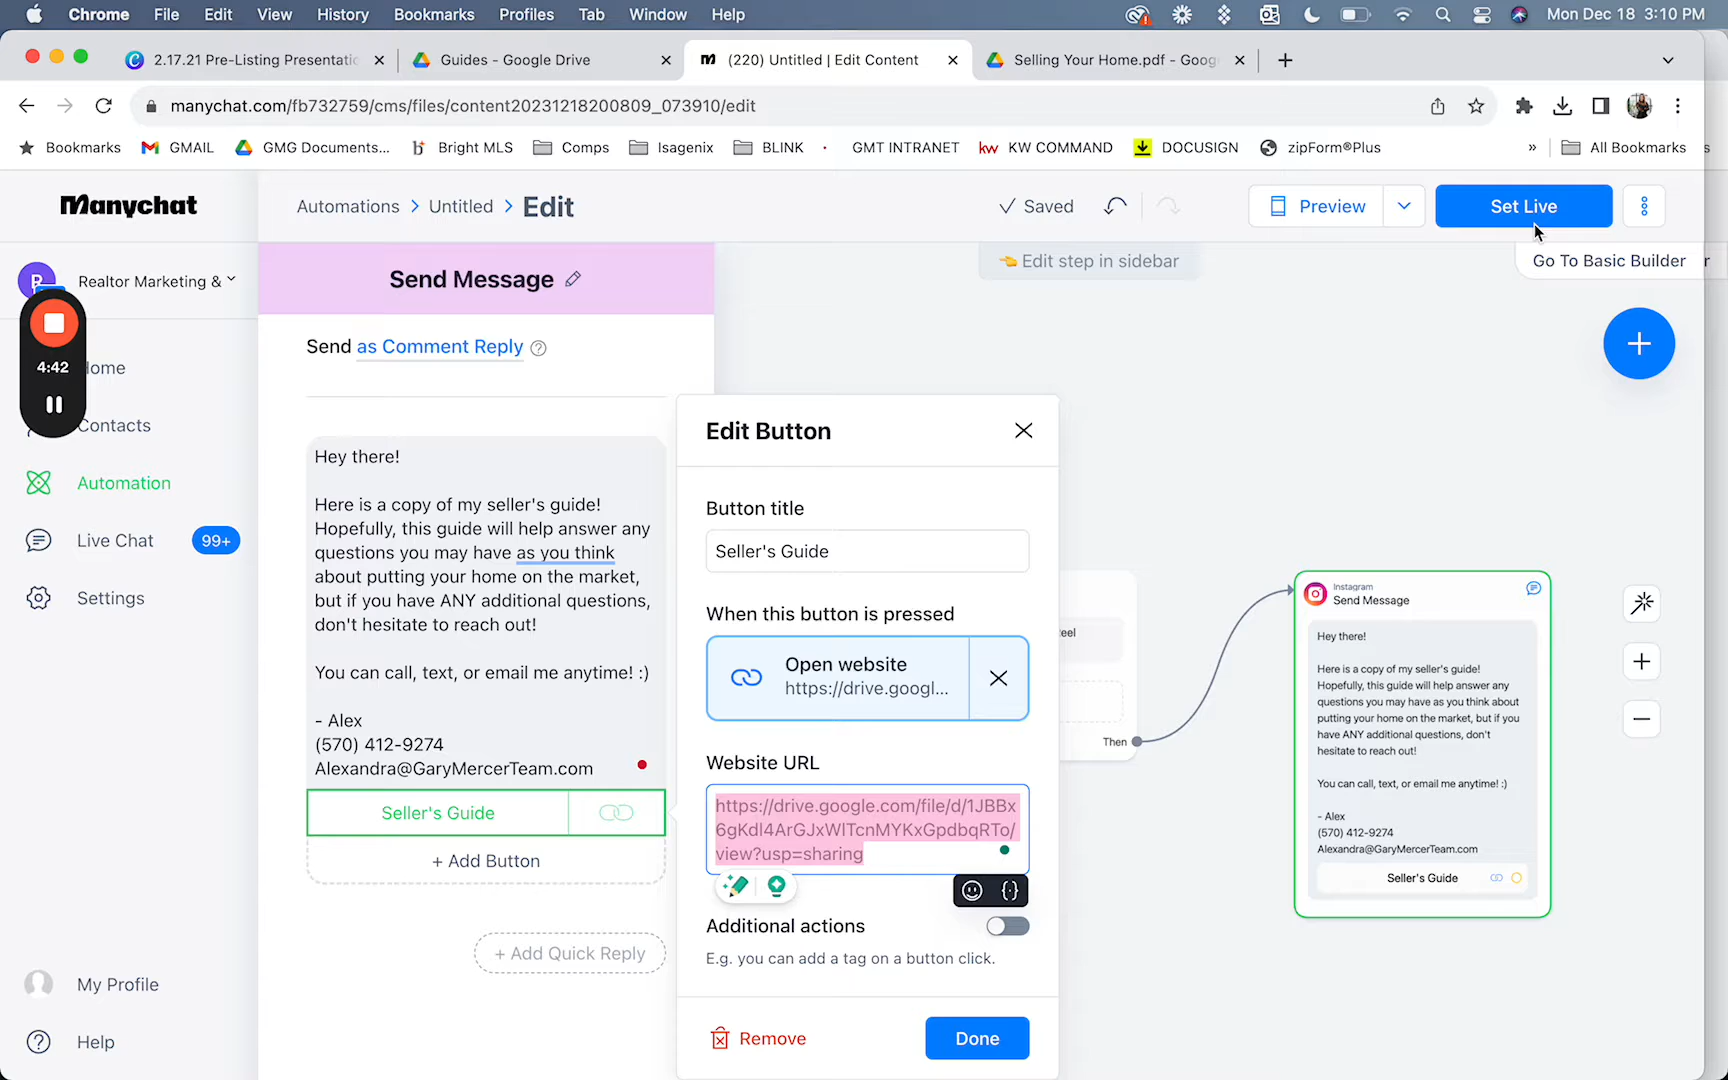 Chrome File Edit View History Bookmarks Profiles Tab Window Help Mon Dec 18 3:10 PM
2.17.21 Pre-Listing Presentatio Guides - Google Drive (220) Untitled | Edit Content Selling Your Home.pdf - Goog
manychat.com/fb732759/cms/files/content20231218200809_073910/edit
Bookmarks GMAIL GMG Documents... Bright MLS Comps Isagenix BLINK GMT INTRANET KW COMMAND DOCUSIGN zipForm®Plus » All Bookmarks s
Manychat
Automations > Untitled > Edit
Saved
Preview
Set Live
Realtor Marketing &
4:42
ome
Contacts
Automation
Live Chat 99+
Settings
My Profile
Help
Send Message
Send as Comment Reply ?
Hey there!
Here is a copy of my seller's guide!
Hopefully, this guide will help answer any
questions you may have as you think
about putting your home on the market,
but if you have ANY additional questions,
don't hesitate to reach out!
You can call, text, or email me anytime! :)
- Alex
(570) 412-9274
Alexandra@GaryMercerTeam.com
Seller's Guide
+ Add Button
+ Add Quick Reply
Edit step in sidebar
Go To Basic Builder r
Edit Button
Button title
Seller's Guide
When this button is pressed
Open website
https://drive.googl...
Website URL
https://drive.google.com/file/d/1JBBx
6gKdl4ArGJxWlTcnMYKxGpdbqRTo/
view?usp=sharing
Additional actions
E.g. you can add a tag on a button click.
Remove
Done
eel
Then
Instagram
Send Message
Hey there!
Here is a copy of my seller's guide!
Hopefully, this guide will help answer any
questions you may have as you think about
putting your home on the market, but if you
have ANY additional questions, don't
hesitate to reach out!
You can call, text, or email me anytime! :)
- Alex
(570) 412-9274
Alexandra@GaryMercerTeam.com
Seller's Guide